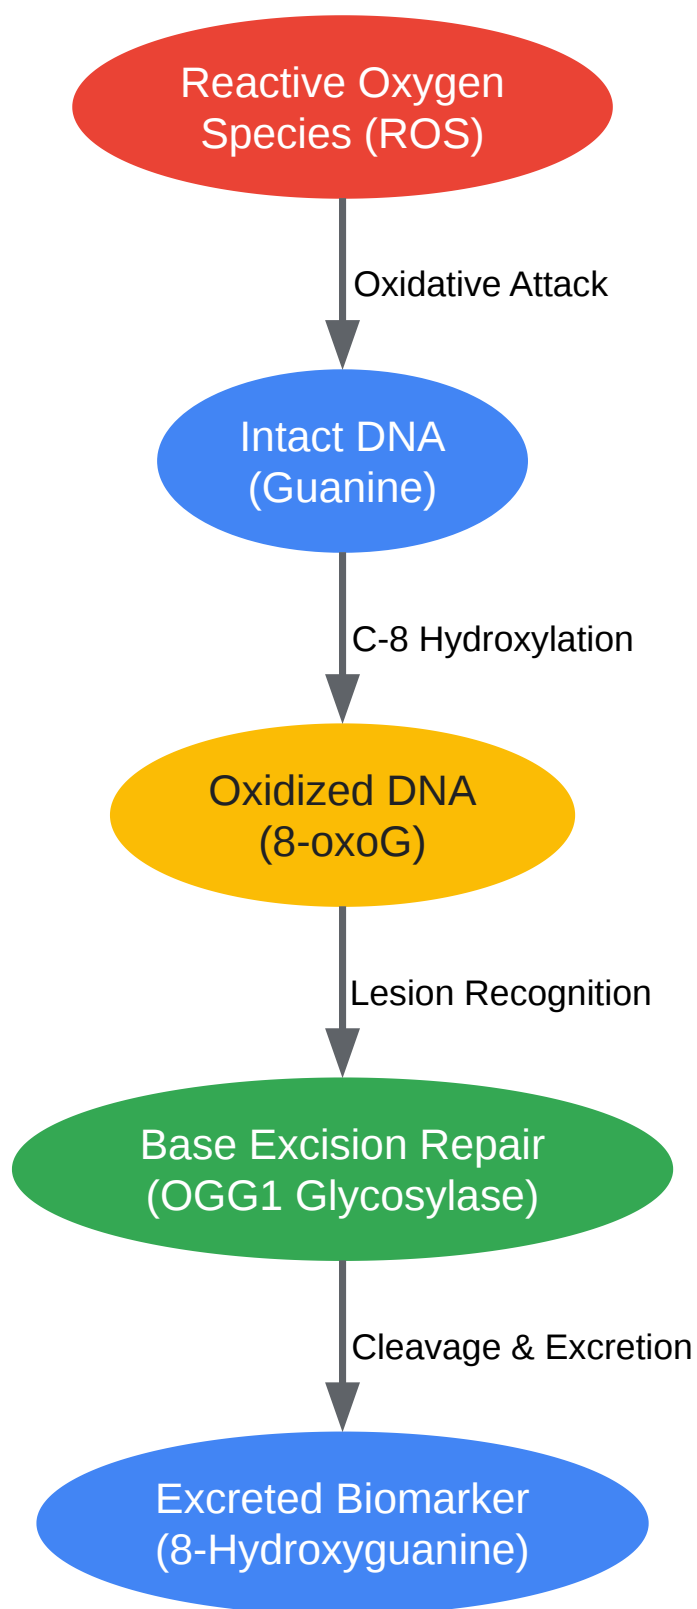 Reactive Oxygen
Species (ROS)
Oxidative Attack
Intact DNA
(Guanine)
C-8 Hydroxylation
Oxidized DNA
(8-oxoG)
Lesion Recognition
Base Excision Repair
(OGG1 Glycosylase)
Cleavage & Excretion
Excreted Biomarker
(8-Hydroxyguanine)